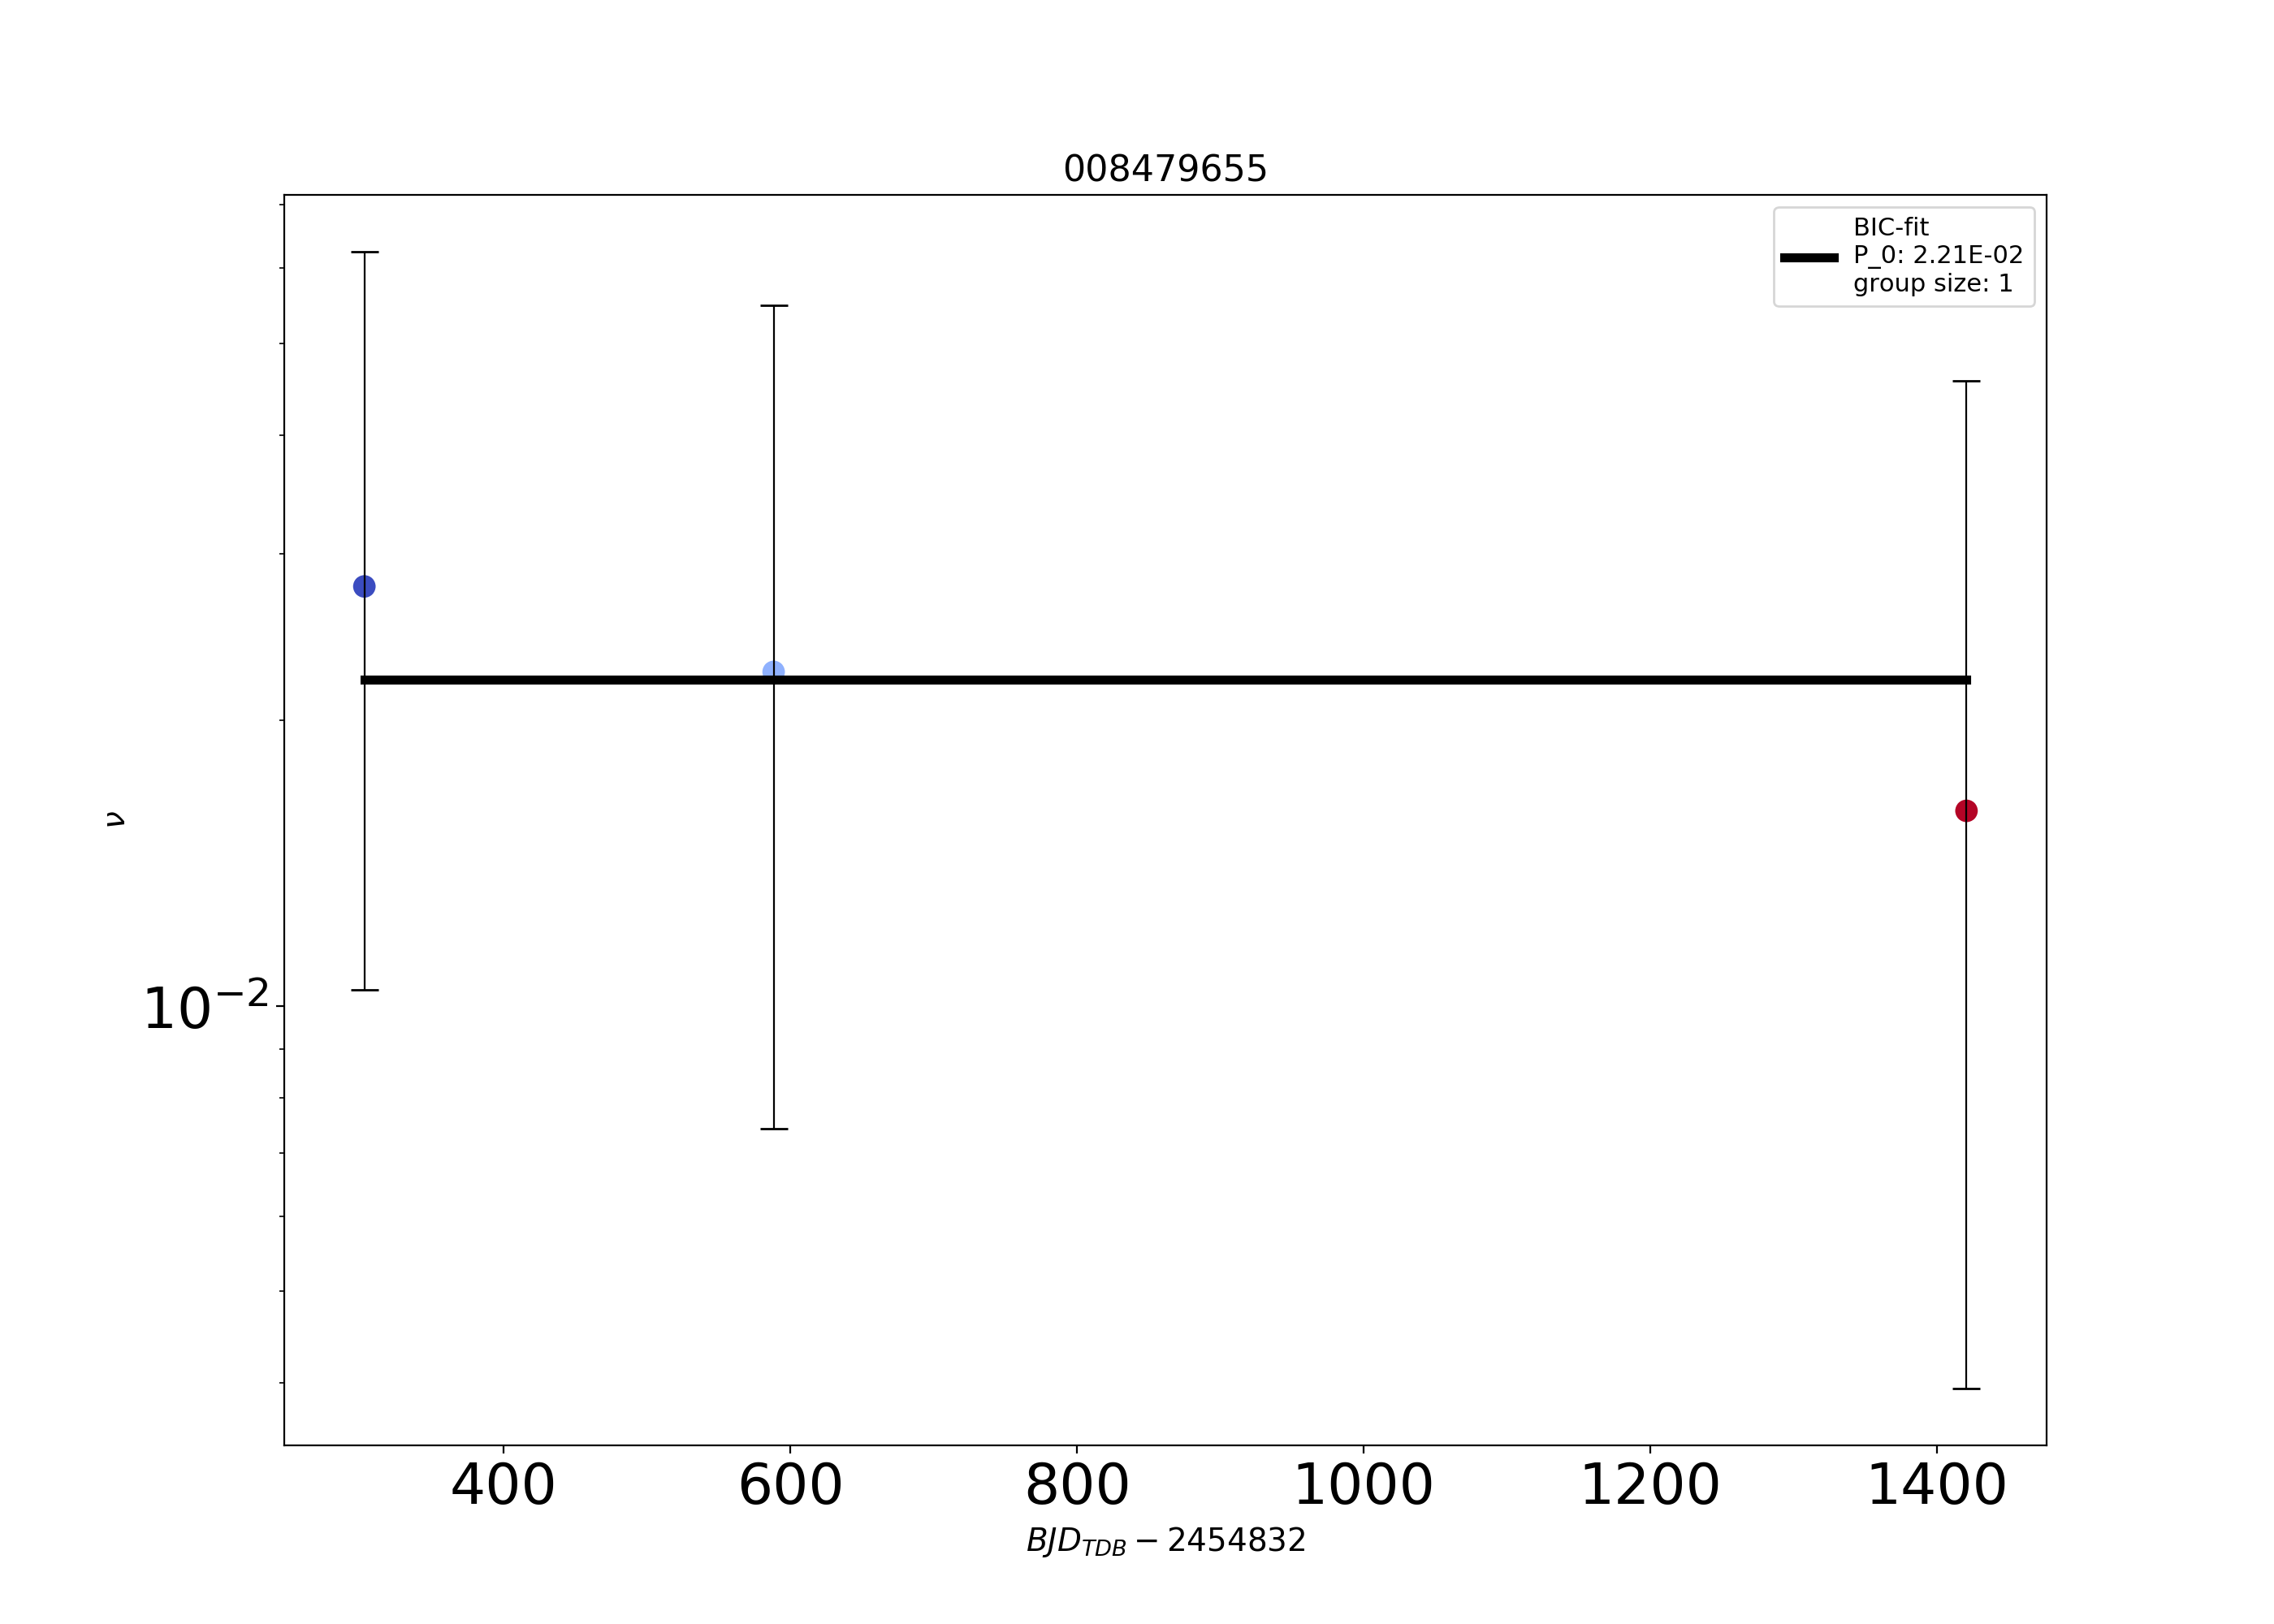 008479655
BIC-fit
P_0: 2.21E-02
group size: 1
ν
10⁻²
400 600 800 1000 1200 1400
BJD_TDB − 2454832